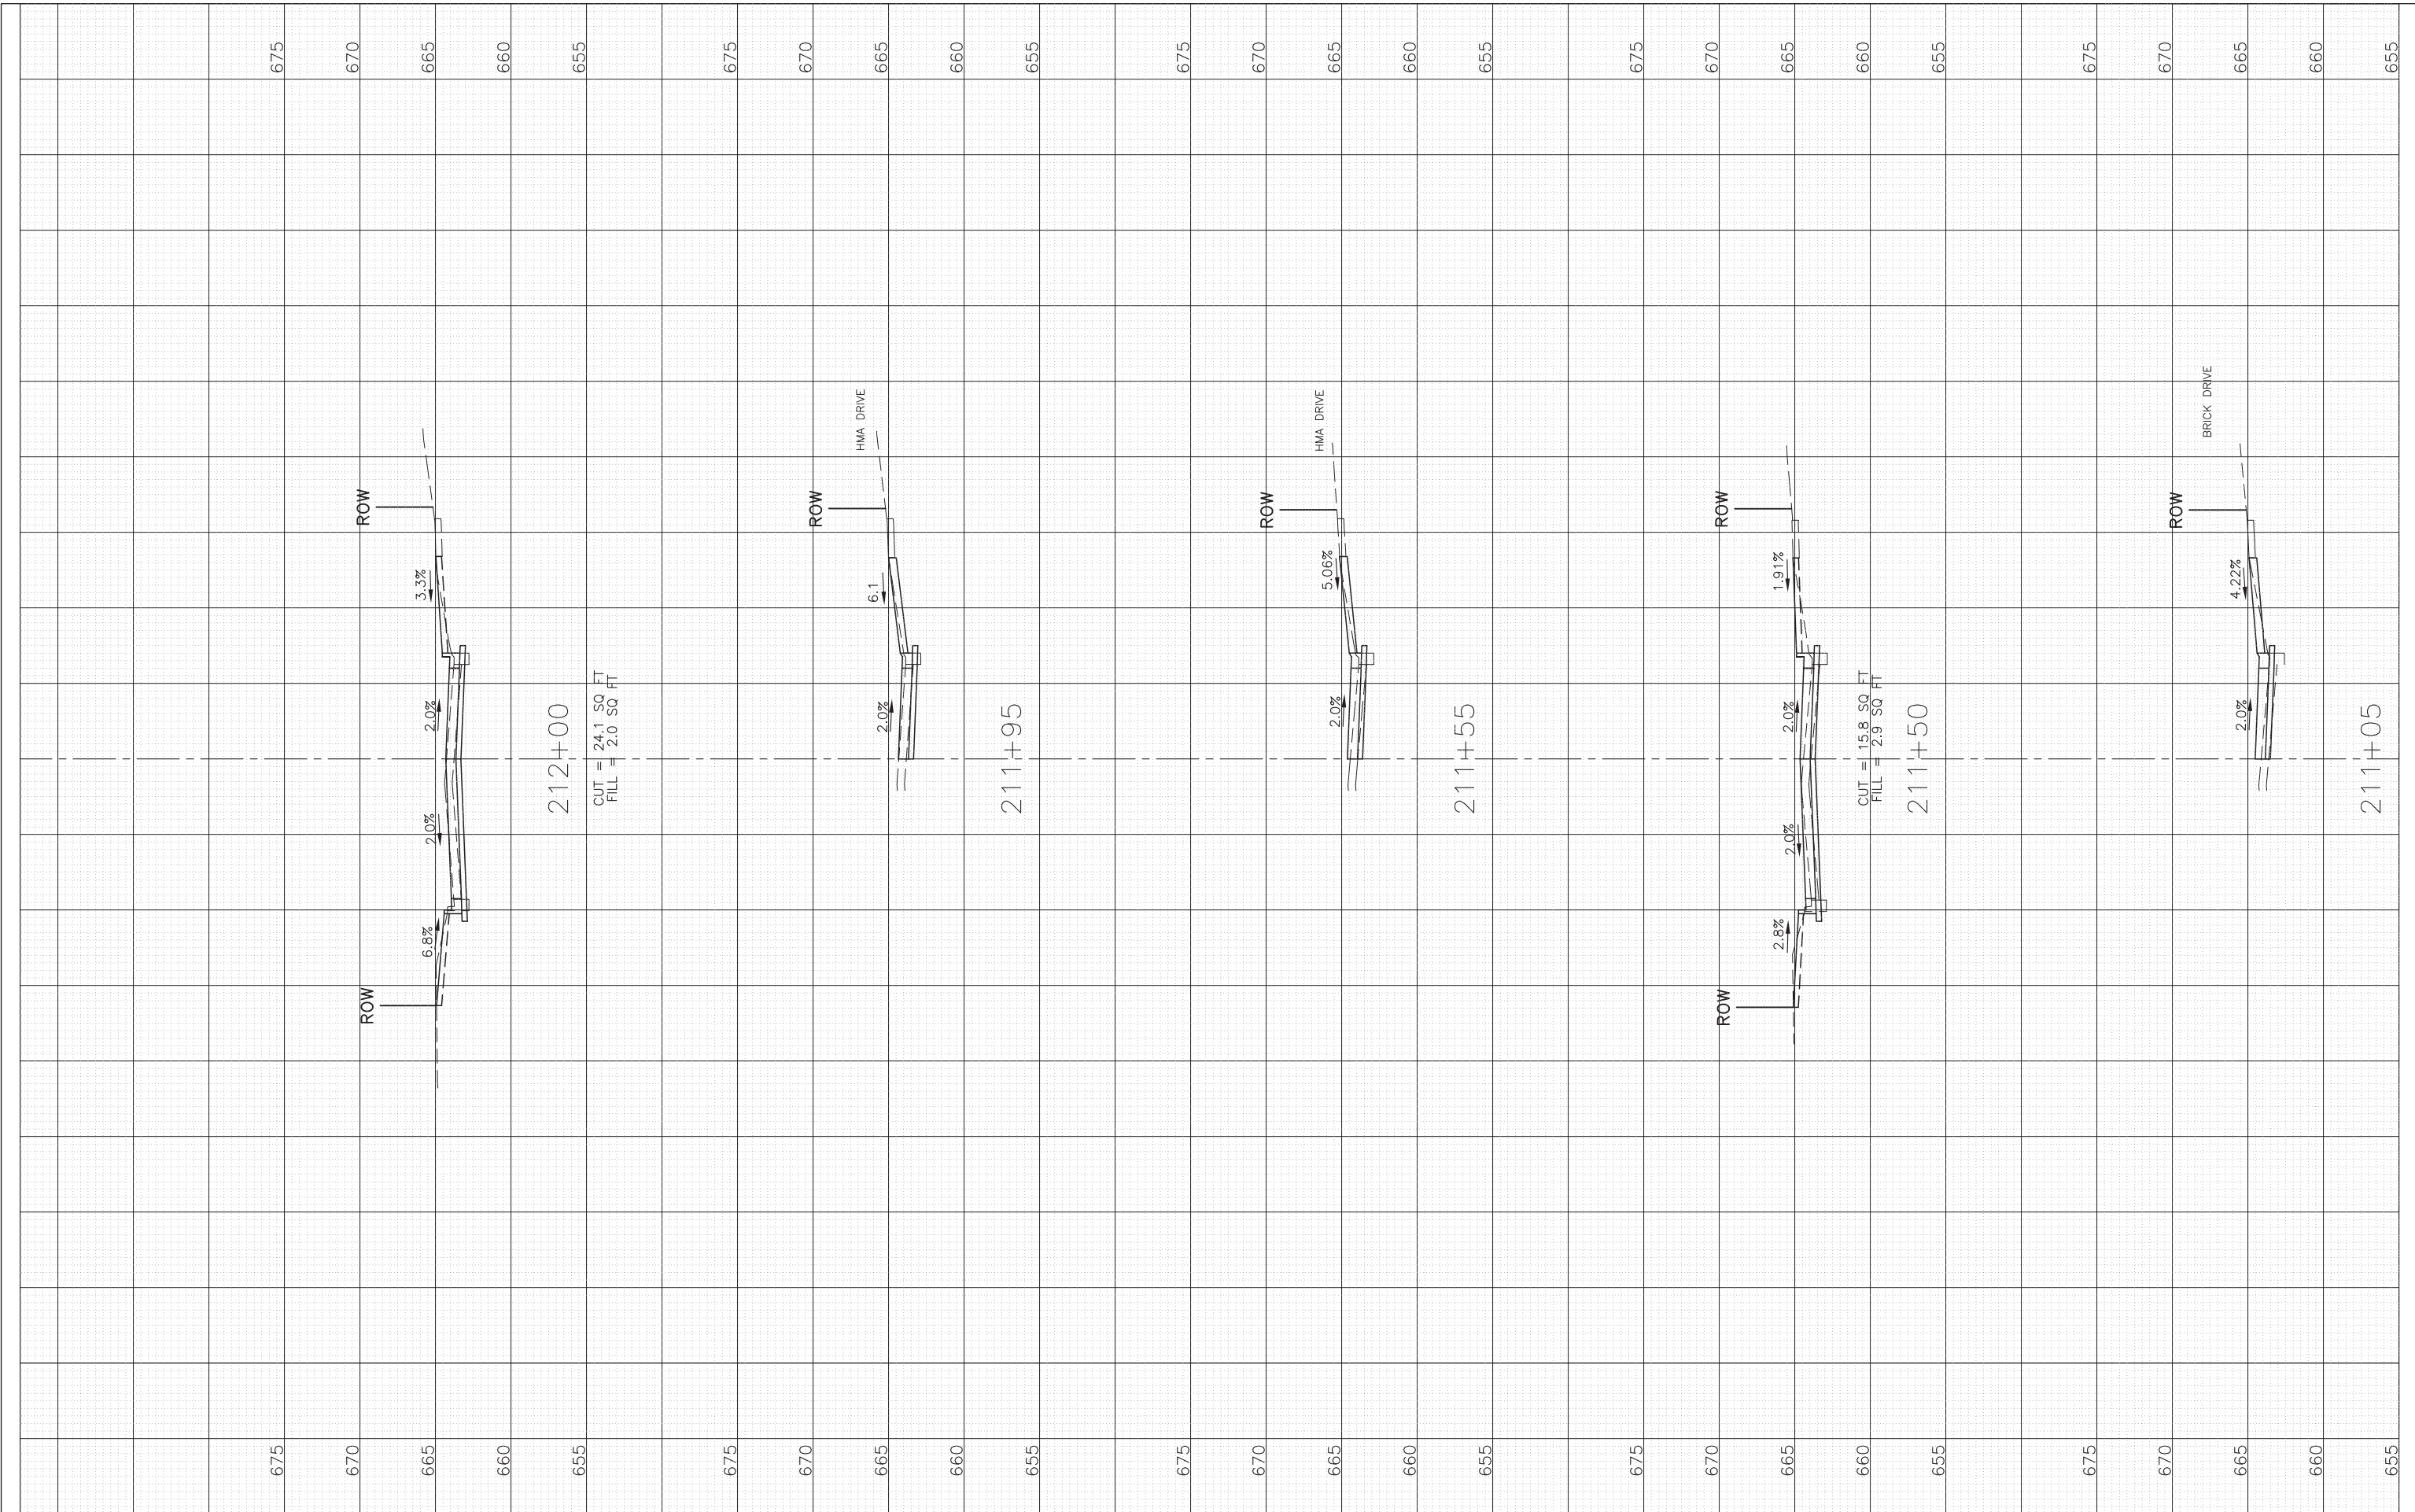 675 670 665 660 655
ROW
ROW
6.8%
2.0%
2.0%
3.3%
212+00
CUT = 24.1 SQ FT
FILL = 2.0 SQ FT
675 670 665 660 655
675 670 665 660 655
HMA DRIVE
ROW
2.0%
6.1
211+95
675 670 665 660 655
675 670 665 660 655
HMA DRIVE
ROW
2.0%
5.06%
211+55
675 670 665 660 655
675 670 665 660 655
ROW
ROW
2.8%
2.0%
2.0%
1.91%
CUT = 15.8 SQ FT
FILL = 2.9 SQ FT
211+50
675 670 665 660 655
675 670 665 660 655
BRICK DRIVE
ROW
2.0%
4.22%
211+05
675 670 665 660 655